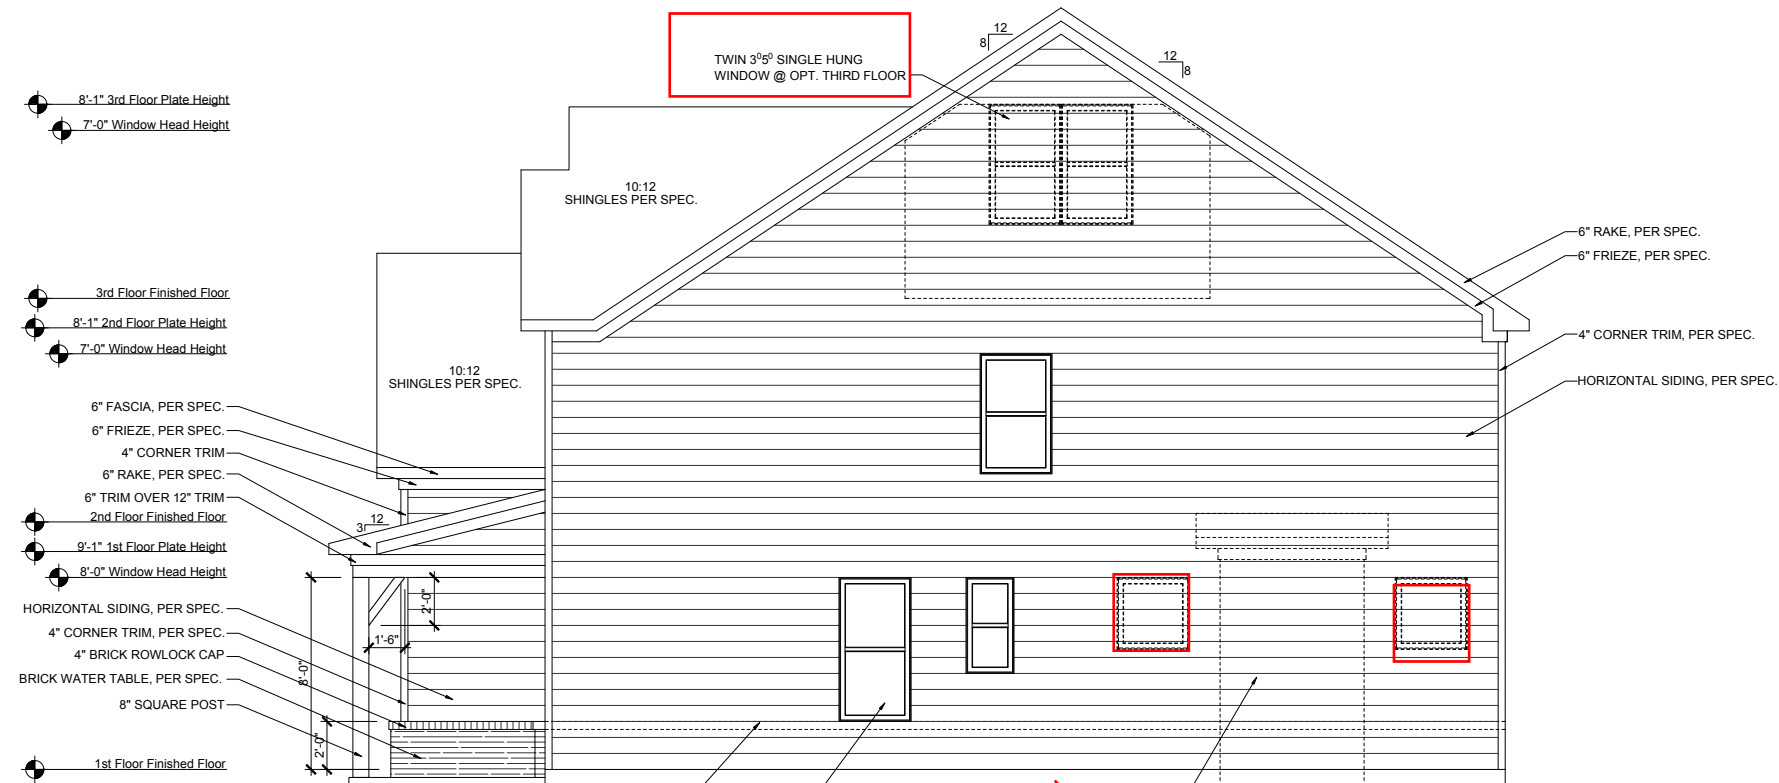 12
8
12
8
TWIN 3⁰5⁰ SINGLE HUNG
WINDOW @ OPT. THIRD FLOOR
8'-1" 3rd Floor Plate Height
7'-0" Window Head Height
10:12
SHINGLES PER SPEC.
6" RAKE, PER SPEC.
6" FRIEZE, PER SPEC.
3rd Floor Finished Floor
8'-1" 2nd Floor Plate Height
7'-0" Window Head Height
4" CORNER TRIM, PER SPEC.
10:12
SHINGLES PER SPEC.
HORIZONTAL SIDING, PER SPEC.
6" FASCIA, PER SPEC.
6" FRIEZE, PER SPEC.
4" CORNER TRIM
6" RAKE, PER SPEC.
6" TRIM OVER 12" TRIM
2nd Floor Finished Floor
12
3
9'-1" 1st Floor Plate Height
8'-0" Window Head Height
HORIZONTAL SIDING, PER SPEC.
2'-0"
4" CORNER TRIM, PER SPEC.
1'-6"
4" BRICK ROWLOCK CAP
8'-0"
BRICK WATER TABLE, PER SPEC.
8" SQUARE POST
2'-0"
1st Floor Finished Floor